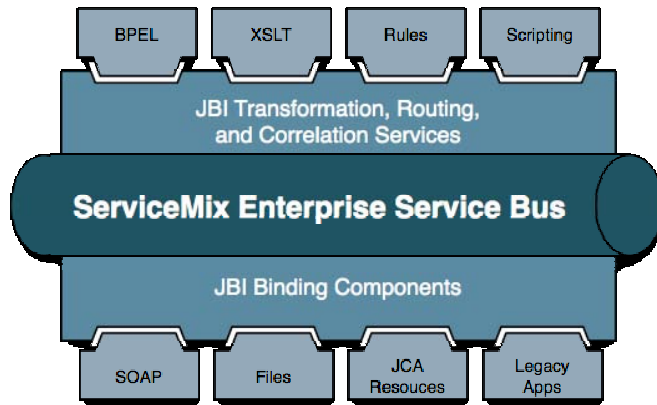 BPEL
XSLT
Rules
Scripting
JBI Transformation, Routing,
and Correlation Services
ServiceMix Enterprise Service Bus
JBI Binding Components
SOAP
Files
JCA
Resouces
Legacy
Apps